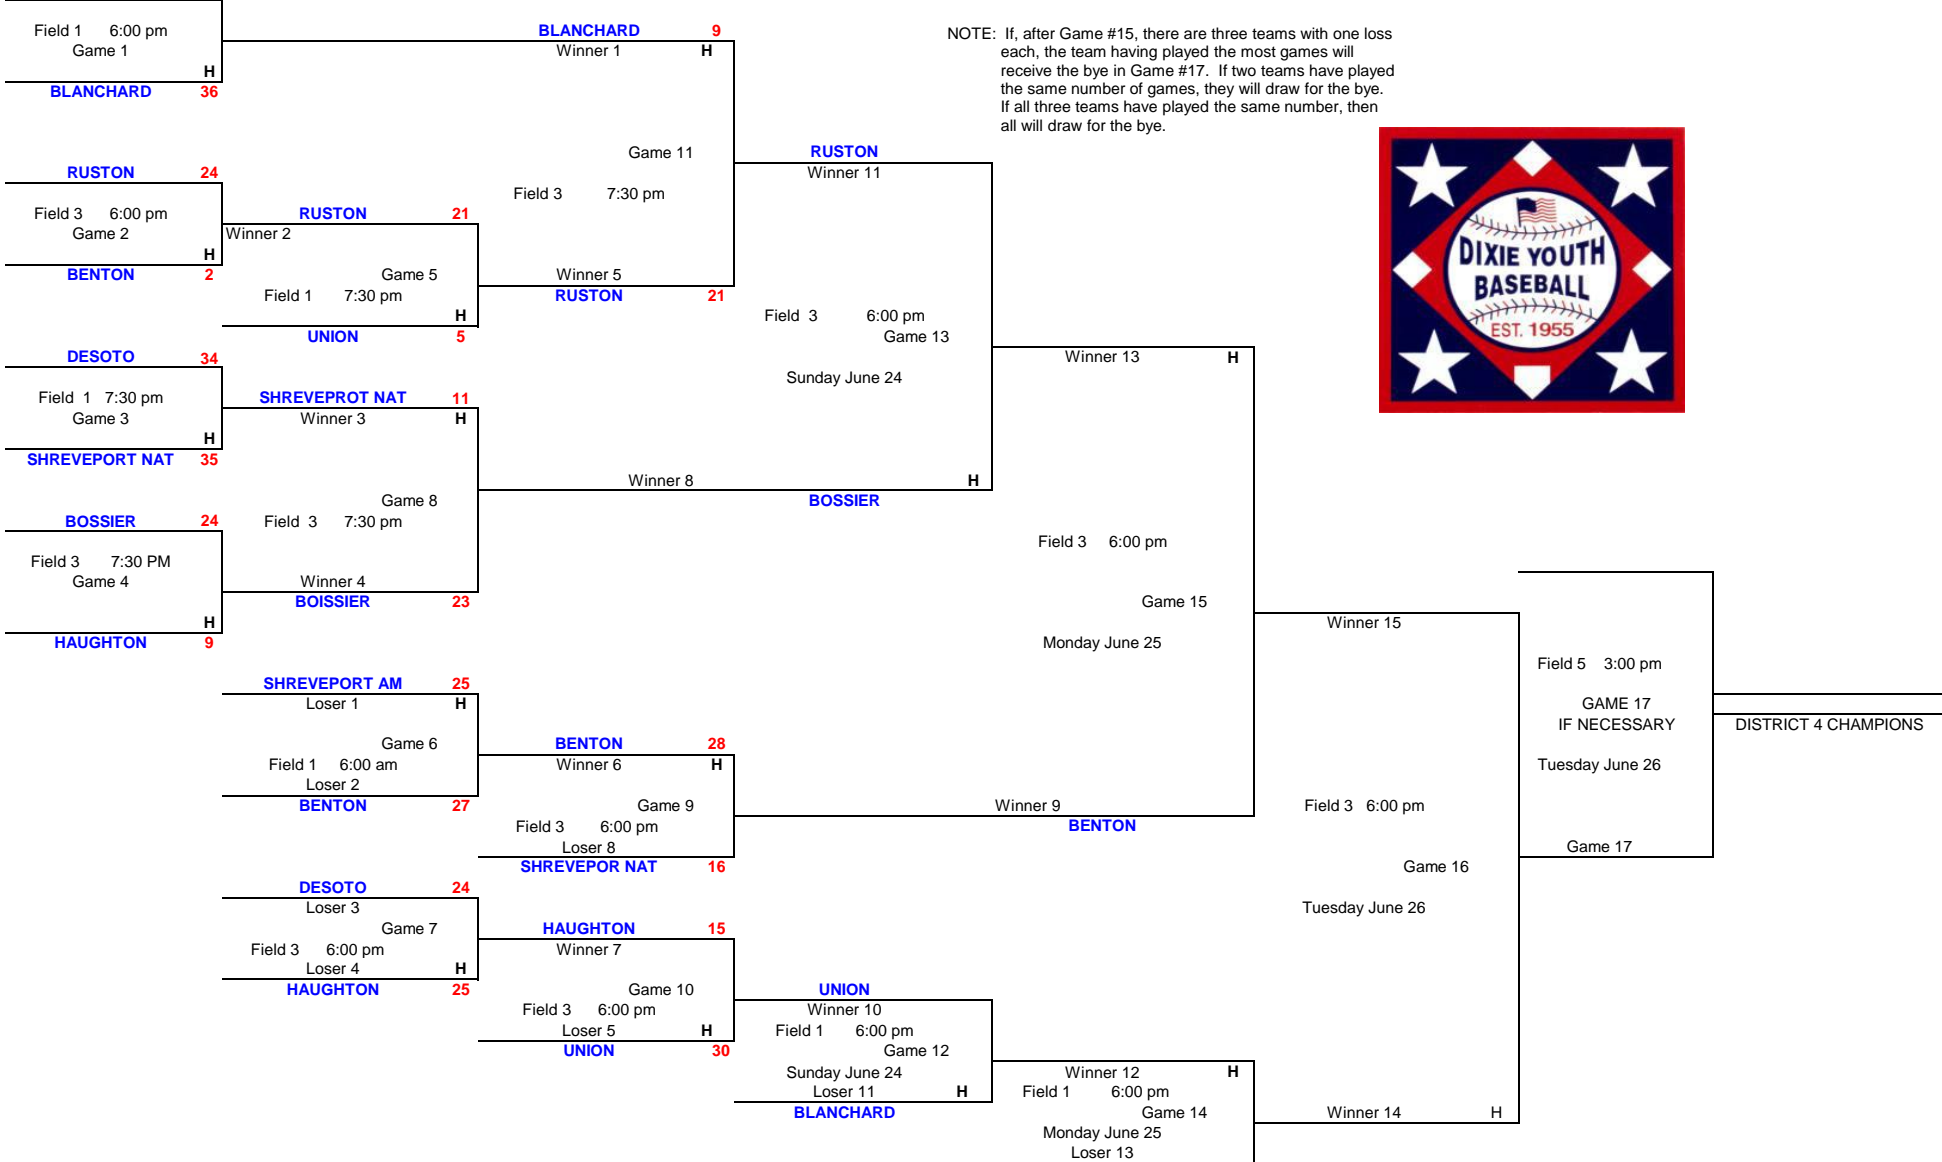 Field 1 6:00 pm
Game 1
H
BLANCHARD 36
RUSTON 24
Field 3 6:00 pm
Game 2
H
BENTON 2
DESOTO 34
Field 1 7:30 pm
Game 3
H
SHREVEPORT NAT 35
BOSSIER 24
Field 3 7:30 PM
Game 4
H
HAUGHTON 9
RUSTON 21
Winner 2
Game 5
Field 1 7:30 pm
H
UNION 5
SHREVEPROT NAT 11
Winner 3 H
Game 8
Field 3 7:30 pm
Winner 4
BOISSIER 23
SHREVEPORT AM 25
Loser 1 H
Game 6
Field 1 6:00 am
Loser 2
BENTON 27
DESOTO 24
Loser 3
Game 7
Field 3 6:00 pm
Loser 4 H
HAUGHTON 25
BLANCHARD 9
Winner 1 H
Game 11
Field 3 7:30 pm
Winner 5
RUSTON 21
Winner 8 H
BOSSIER
BENTON 28
Winner 6 H
Game 9
Field 3 6:00 pm
Loser 8
SHREVEPOR NAT 16
HAUGHTON 15
Winner 7
Game 10
Field 3 6:00 pm
Loser 5 H
UNION 30
RUSTON
Winner 11
Field 3 6:00 pm
Game 13
Sunday June 24
UNION
Winner 10
Field 1 6:00 pm
Game 12
Sunday June 24
Loser 11 H
BLANCHARD
NOTE: If, after Game #15, there are three teams with one loss
each, the team having played the most games will
receive the bye in Game #17. If two teams have played
the same number of games, they will draw for the bye.
If all three teams have played the same number, then
all will draw for the bye.
DIXIE YOUTH
BASEBALL
EST. 1955
Winner 13 H
Field 3 6:00 pm
Game 15
Monday June 25
Winner 9
BENTON
Winner 12 H
Field 1 6:00 pm
Game 14
Monday June 25
Loser 13
Winner 15
Field 3 6:00 pm
Game 16
Tuesday June 26
Winner 14 H
Field 5 3:00 pm
GAME 17
IF NECESSARY
Tuesday June 26
Game 17
DISTRICT 4 CHAMPIONS